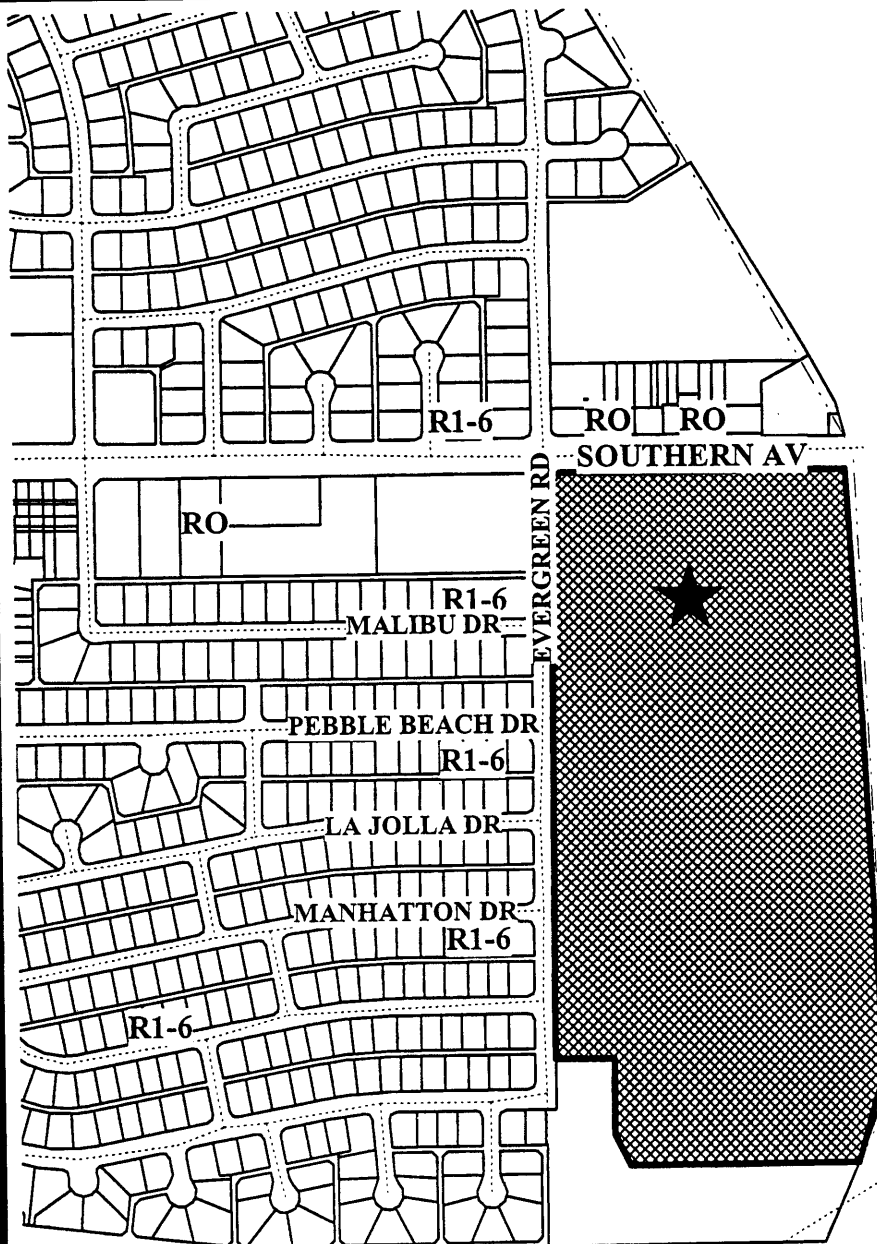 R1-6
RO
RO
SOUTHERN AV
EVERGREEN RD
RO
R1-6
MALIBU DR
PEBBLE BEACH DR
R1-6
LA JOLLA DR
MANHATTON DR
R1-6
R1-6